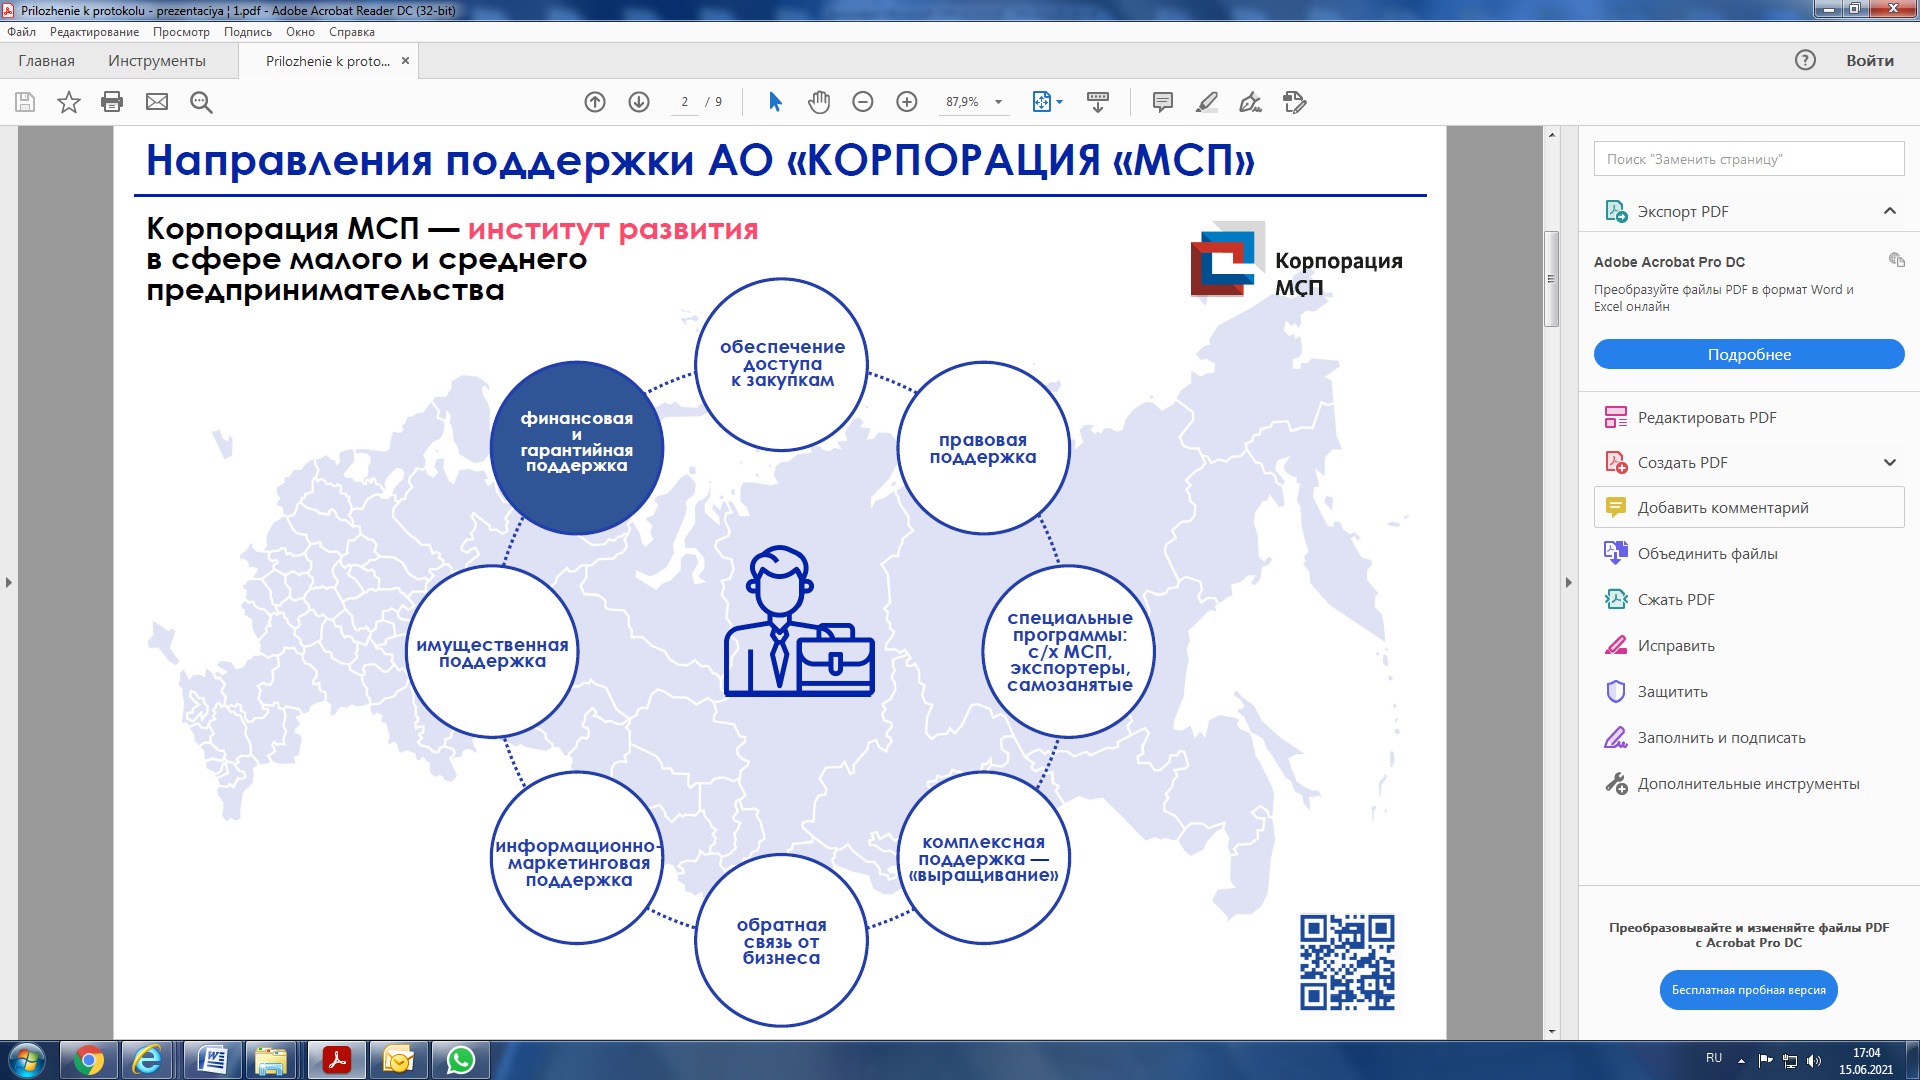 Prilozhenie k protokolu - prezentaciya ¦ 1.pdf - Adobe Acrobat Reader DC (32-bit)
Файл Редактирование Просмотр Подпись Окно Справка
Главная Инструменты Prilozhenie k proto... × Войти
2 / 9 87,9%
Направления поддержки АО «КОРПОРАЦИЯ «МСП»
Корпорация МСП — институт развития
в сфере малого и среднего
предпринимательства
Корпорация
МСП
обеспечение
доступа
к закупкам
финансовая
и
гарантийная
поддержка
правовая
поддержка
имущественная
поддержка
специальные
программы:
с/х МСП,
экспортеры,
самозанятые
информационно-
маркетинговая
поддержка
комплексная
поддержка —
«выращивание»
обратная
связь от
бизнеса
Поиск "Заменить страницу"
Экспорт PDF
Adobe Acrobat Pro DC
Преобразуйте файлы PDF в формат Word и
Excel онлайн
Подробнее
Редактировать PDF
Создать PDF
Добавить комментарий
Объединить файлы
Сжать PDF
Исправить
Защитить
Заполнить и подписать
Дополнительные инструменты
Преобразовывайте и изменяйте файлы PDF
с Acrobat Pro DC
Бесплатная пробная версия
RU
17:04
15.06.2021